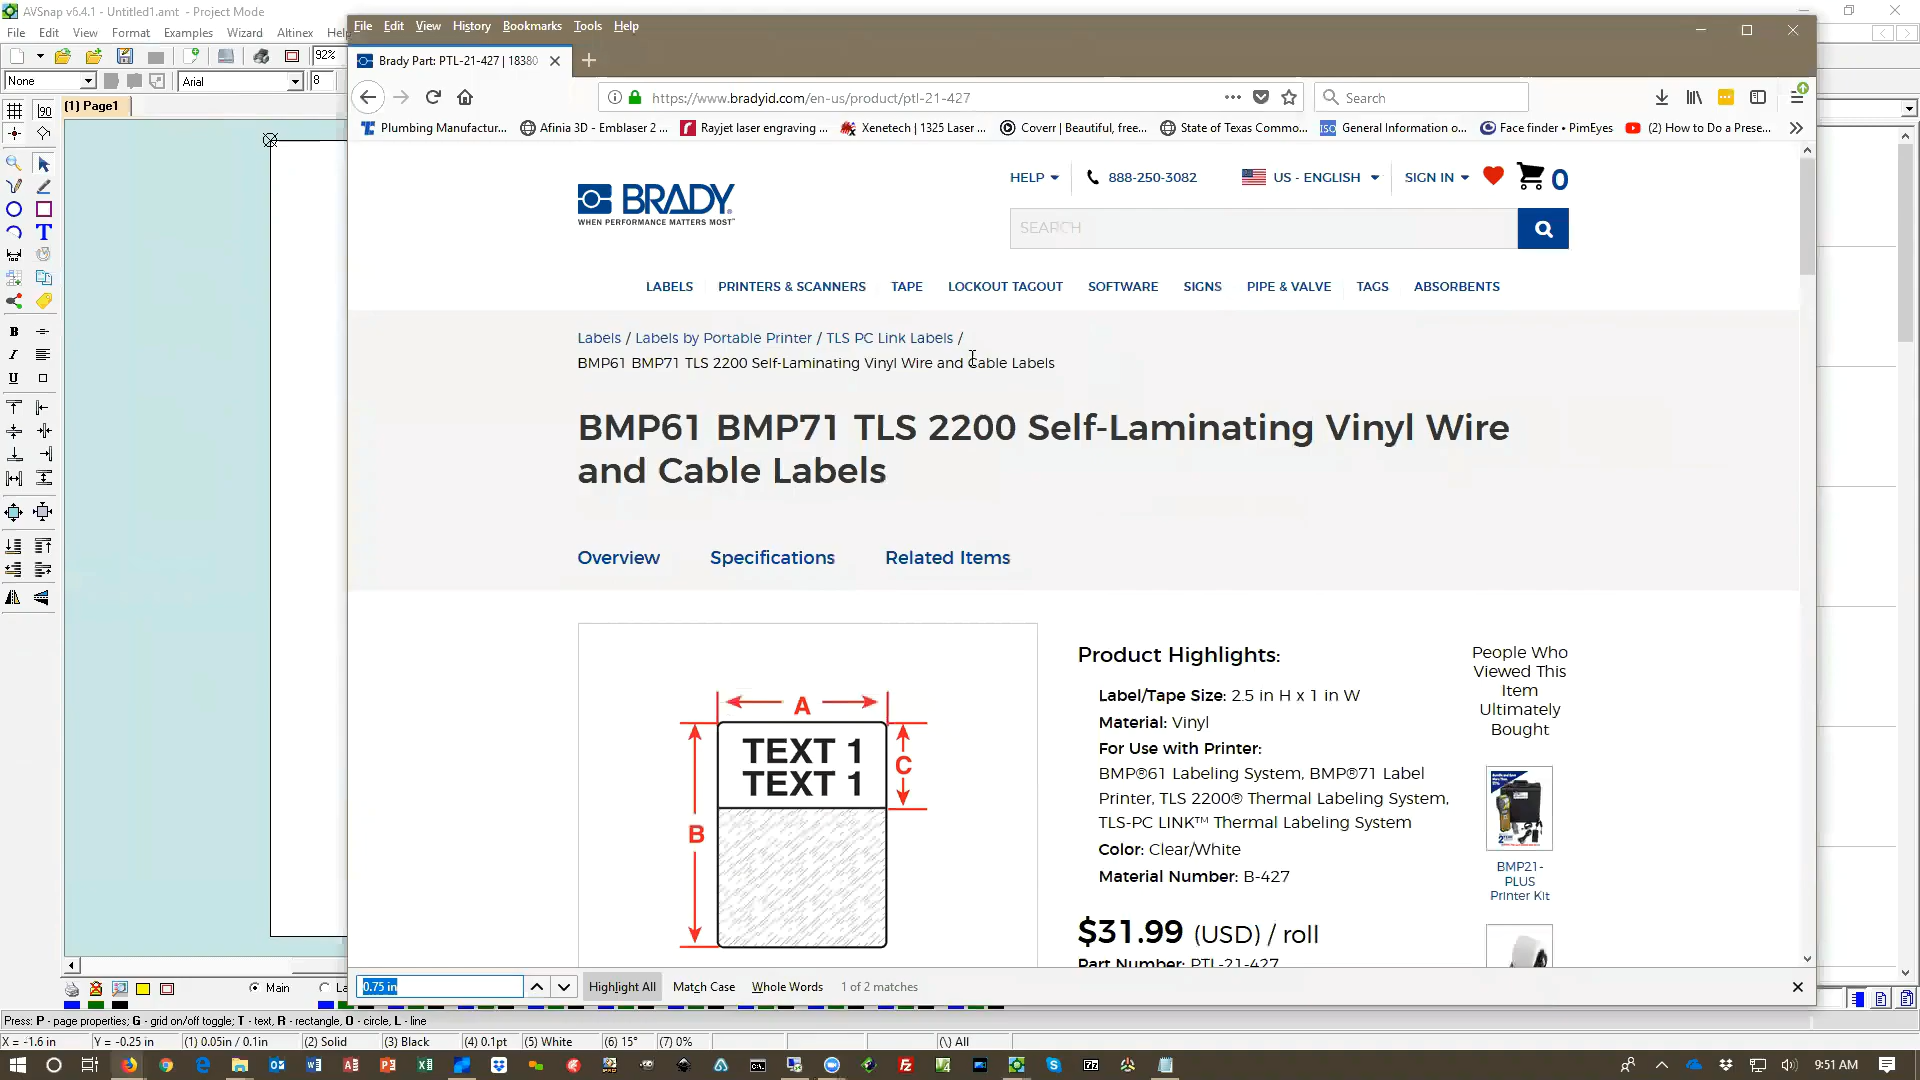 AVSnap v6.4.1 - Untitled1.amt - Project Mode
File Edit View Format Examples Wizard Altinex Help
92%
None
Arial
8
|90
(1) Page1
T
B
I
U
File Edit View History Bookmarks Tools Help
Brady Part: PTL-21-427 | 18380
https://www.bradyid.com/en-us/product/ptl-21-427
Search
Plumbing Manufactur...
Afinia 3D - Emblaser 2 ...
Rayjet laser engraving ...
Xenetech | 1325 Laser ...
Coverr | Beautiful, free...
State of Texas Commo...
ISO General Information o...
Face finder • PimEyes
(2) How to Do a Prese...
BRADY
WHEN PERFORMANCE MATTERS MOST
HELP
888-250-3082
US - ENGLISH
SIGN IN
0
SEARCH
LABELS PRINTERS & SCANNERS TAPE LOCKOUT TAGOUT SOFTWARE SIGNS PIPE & VALVE TAGS ABSORBENTS
Labels / Labels by Portable Printer / TLS PC Link Labels /
BMP61 BMP71 TLS 2200 Self-Laminating Vinyl Wire and Cable Labels
BMP61 BMP71 TLS 2200 Self-Laminating Vinyl Wire
and Cable Labels
Overview Specifications Related Items
A
B
C
TEXT 1
TEXT 1
Product Highlights:
Label/Tape Size: 2.5 in H x 1 in W
Material: Vinyl
For Use with Printer:
BMP®61 Labeling System, BMP®71 Label
Printer, TLS 2200® Thermal Labeling System,
TLS-PC LINK™ Thermal Labeling System
Color: Clear/White
Material Number: B-427
$31.99 (USD) / roll
Part Number: PTL-21-427
People Who
Viewed This
Item
Ultimately
Bought
BMP21-
PLUS
Printer Kit
0.75 in
Highlight All Match Case Whole Words 1 of 2 matches
Main
La
Press: P - page properties; G - grid on/off toggle; T - text, R - rectangle, O - circle, L - line
X = -1.6 in Y = -0.25 in (1) 0.05in / 0.1in (2) Solid (3) Black (4) 0.1pt (5) White (6) 15° (7) 0% (\) All
9:51 AM